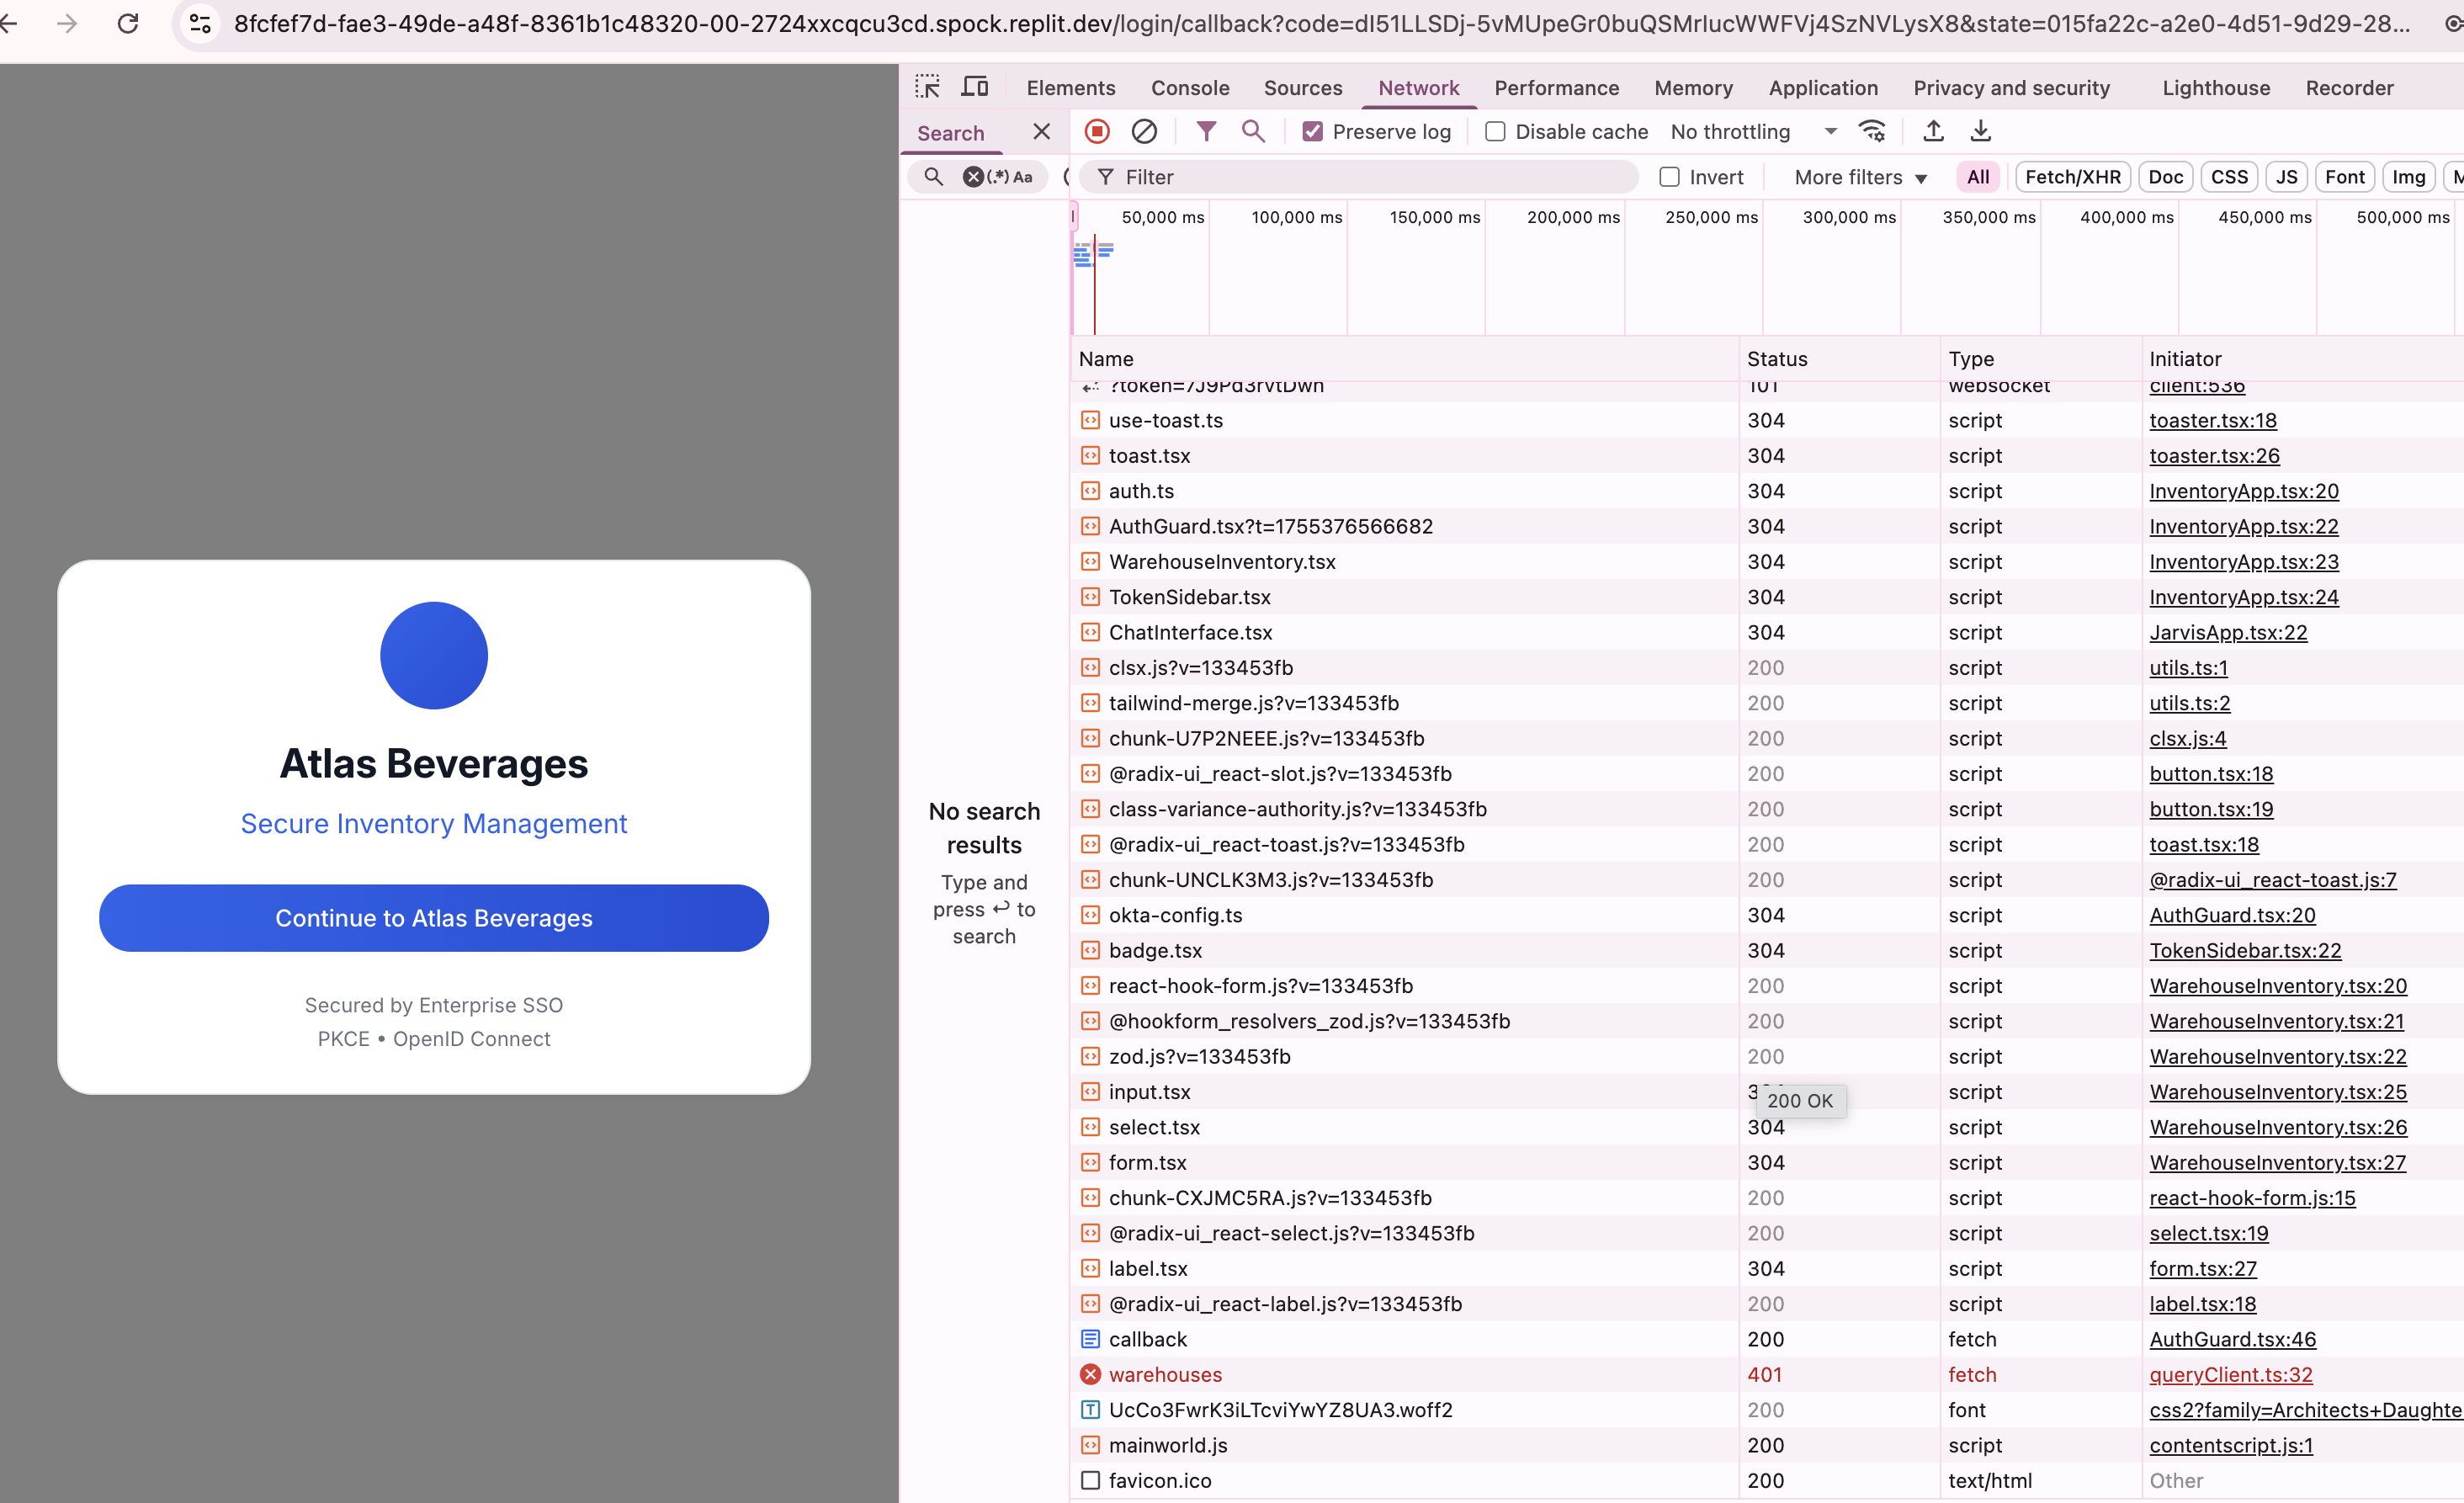 8fcfef7d-fae3-49de-a48f-8361b1c48320-00-2724xxcqcu3cd.spock.replit.dev/login/callback?code=dI51LLSDj-5vMUpeGr0buQSMrIucWWFVj4SzNVLysX8&state=015fa22c-a2e0-4d51-9d29-28...
Atlas Beverages
Secure Inventory Management
Continue to Atlas Beverages
Secured by Enterprise SSO
PKCE • OpenID Connect
Elements Console Sources Network Performance Memory Application Privacy and security Lighthouse Recorder
Search
Preserve log Disable cache No throttling
(.*) Aa
Filter Invert More filters All Fetch/XHR Doc CSS JS Font Img
No search
results
Type and
press ↩ to
search
50,000 ms 100,000 ms 150,000 ms 200,000 ms 250,000 ms 300,000 ms 350,000 ms 400,000 ms 450,000 ms 500,000 ms
Name Status Type Initiator
?token=7J9Pd3rvtDwh 101 websocket client:536
use-toast.ts 304 script toaster.tsx:18
toast.tsx 304 script toaster.tsx:26
auth.ts 304 script InventoryApp.tsx:20
AuthGuard.tsx?t=1755376566682 304 script InventoryApp.tsx:22
WarehouseInventory.tsx 304 script InventoryApp.tsx:23
TokenSidebar.tsx 304 script InventoryApp.tsx:24
ChatInterface.tsx 304 script JarvisApp.tsx:22
clsx.js?v=133453fb 200 script utils.ts:1
tailwind-merge.js?v=133453fb 200 script utils.ts:2
chunk-U7P2NEEE.js?v=133453fb 200 script clsx.js:4
@radix-ui_react-slot.js?v=133453fb 200 script button.tsx:18
class-variance-authority.js?v=133453fb 200 script button.tsx:19
@radix-ui_react-toast.js?v=133453fb 200 script toast.tsx:18
chunk-UNCLK3M3.js?v=133453fb 200 script @radix-ui_react-toast.js:7
okta-config.ts 304 script AuthGuard.tsx:20
badge.tsx 304 script TokenSidebar.tsx:22
react-hook-form.js?v=133453fb 200 script WarehouseInventory.tsx:20
@hookform_resolvers_zod.js?v=133453fb 200 script WarehouseInventory.tsx:21
zod.js?v=133453fb 200 script WarehouseInventory.tsx:22
input.tsx script WarehouseInventory.tsx:25
200 OK
select.tsx 304 script WarehouseInventory.tsx:26
form.tsx 304 script WarehouseInventory.tsx:27
chunk-CXJMC5RA.js?v=133453fb 200 script react-hook-form.js:15
@radix-ui_react-select.js?v=133453fb 200 script select.tsx:19
label.tsx 304 script form.tsx:27
@radix-ui_react-label.js?v=133453fb 200 script label.tsx:18
callback 200 fetch AuthGuard.tsx:46
warehouses 401 fetch queryClient.ts:32
UcCo3FwrK3iLTcviYwYZ8UA3.woff2 200 font css2?family=Architects+Daughte
mainworld.js 200 script contentscript.js:1
favicon.ico 200 text/html Other